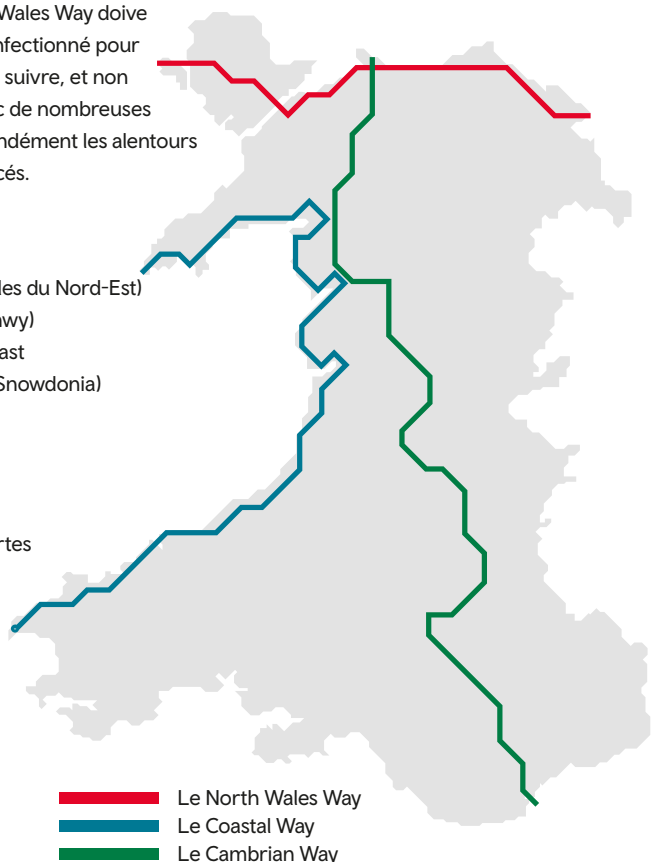 Wales Way doive
nfectionné pour
suivre, et non
c de nombreuses
ndément les alentours
cés.
les du Nord-Est)
wy)
ast
Snowdonia)
rtes
Le North Wales Way
Le Coastal Way
Le Cambrian Way